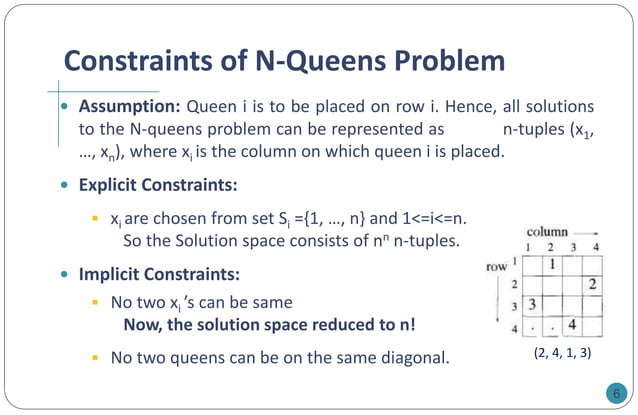 Constraints of N-Queens Problem
• Assumption: Queen i is to be placed on row i. Hence, all solutions
to the N-queens problem can be represented as n-tuples (x₁,
…, xₙ), where xᵢ is the column on which queen i is placed.
• Explicit Constraints:
▪ xᵢ are chosen from set Sᵢ ={1, …, n} and 1<=i<=n.
So the Solution space consists of nⁿ n-tuples.
• Implicit Constraints:
▪ No two xᵢ 's can be same
Now, the solution space reduced to n!
▪ No two queens can be on the same diagonal.
column
1 2 3 4
row 1 1
2 2
3 3
4 . . 4
(2, 4, 1, 3)
6